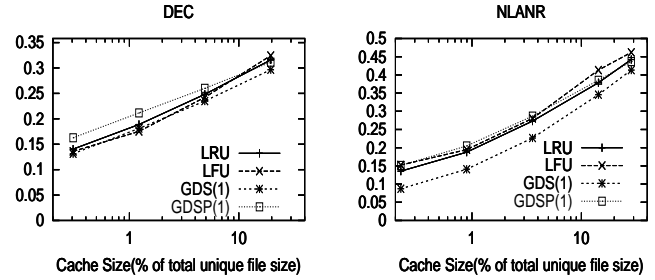 DEC
0.35
0.3
0.25
0.2
0.15
0.1
0.05
0
LRU
LFU
GDS(1)
GDSP(1)
1
10
Cache Size(% of total unique file size)
NLANR
0.5
0.45
0.4
0.35
0.3
0.25
0.2
0.15
0.1
0.05
0
LRU
LFU
GDS(1)
GDSP(1)
1
10
Cache Size(% of total unique file size)